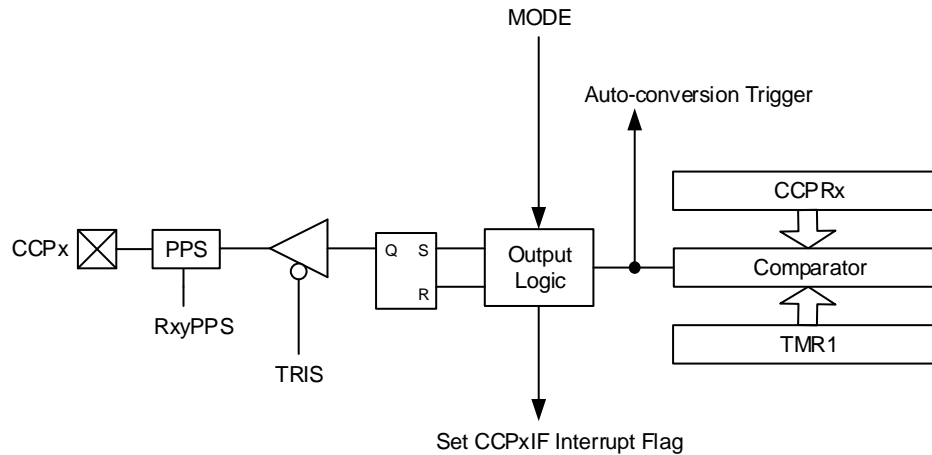 MODE
Auto-conversion Trigger
CCPRx
CCPx
PPS
Q
S
R
Output
Logic
Comparator
RxyPPS
TRIS
TMR1
Set CCPxIF Interrupt Flag